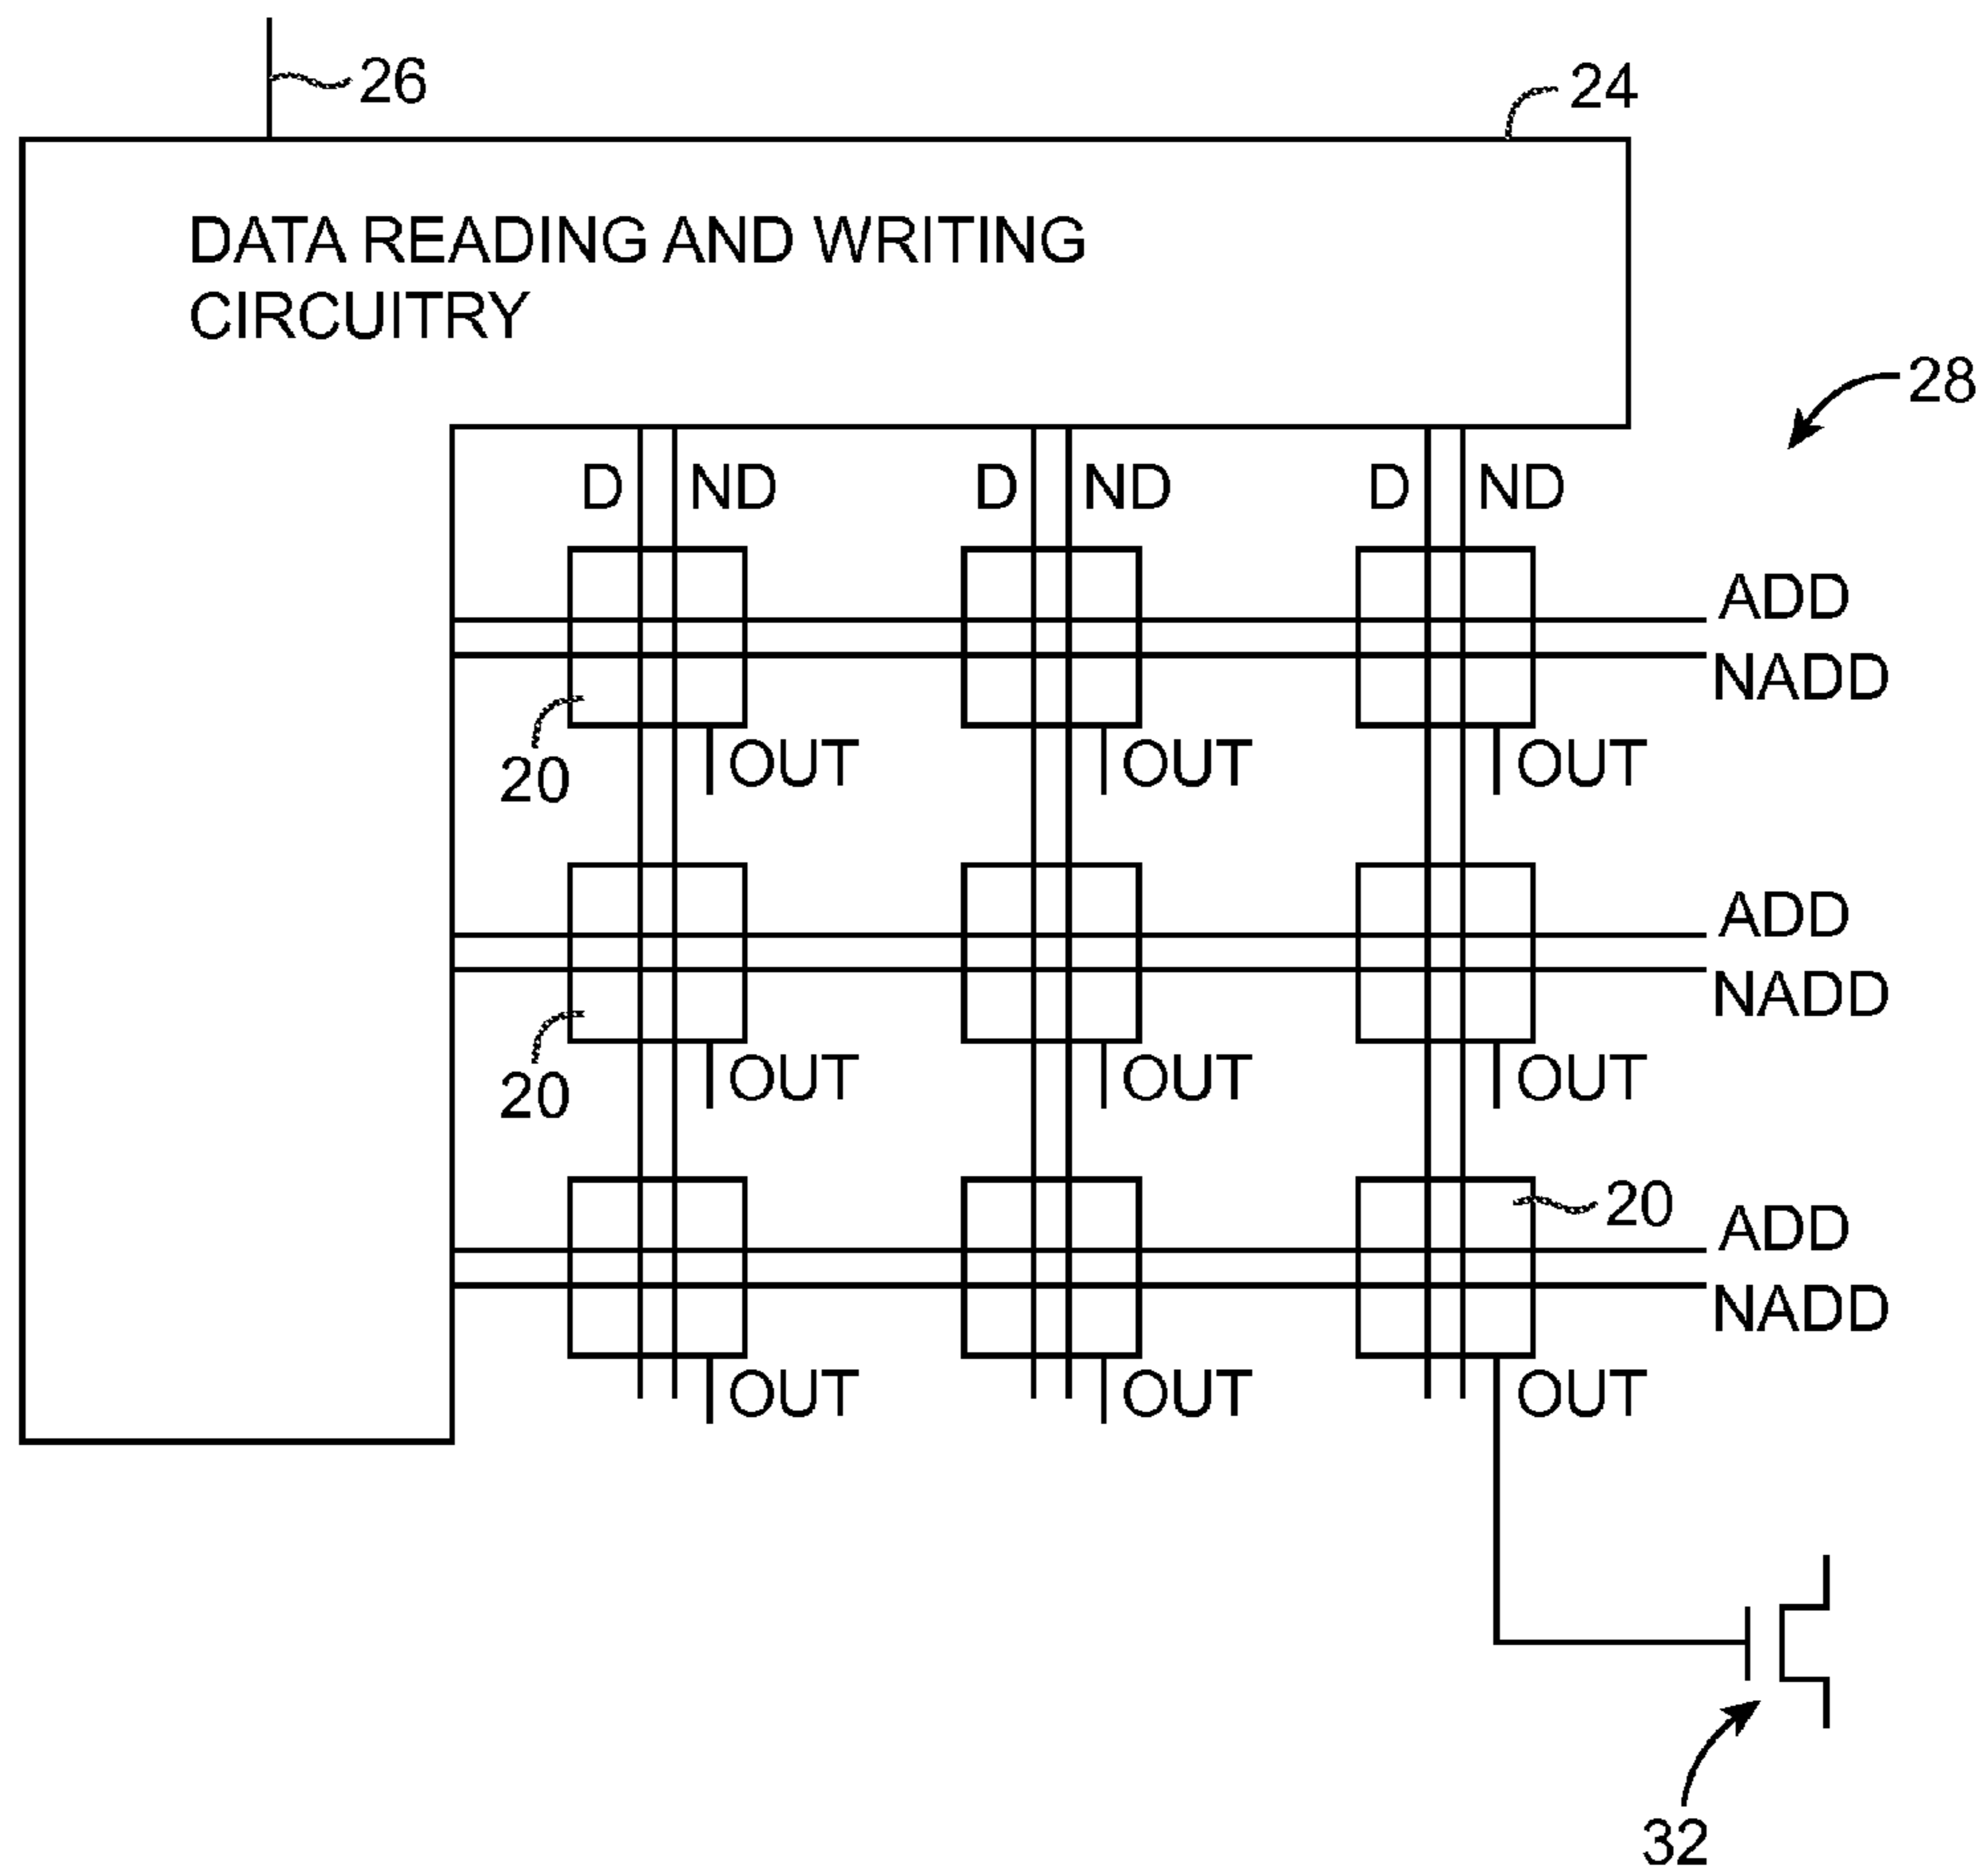 26
24
DATA READING AND WRITING
CIRCUITRY
28
D ND D ND D ND
ADD
NADD
20 OUT OUT OUT
ADD
NADD
20 OUT OUT OUT
20 ADD
NADD
OUT OUT OUT
32